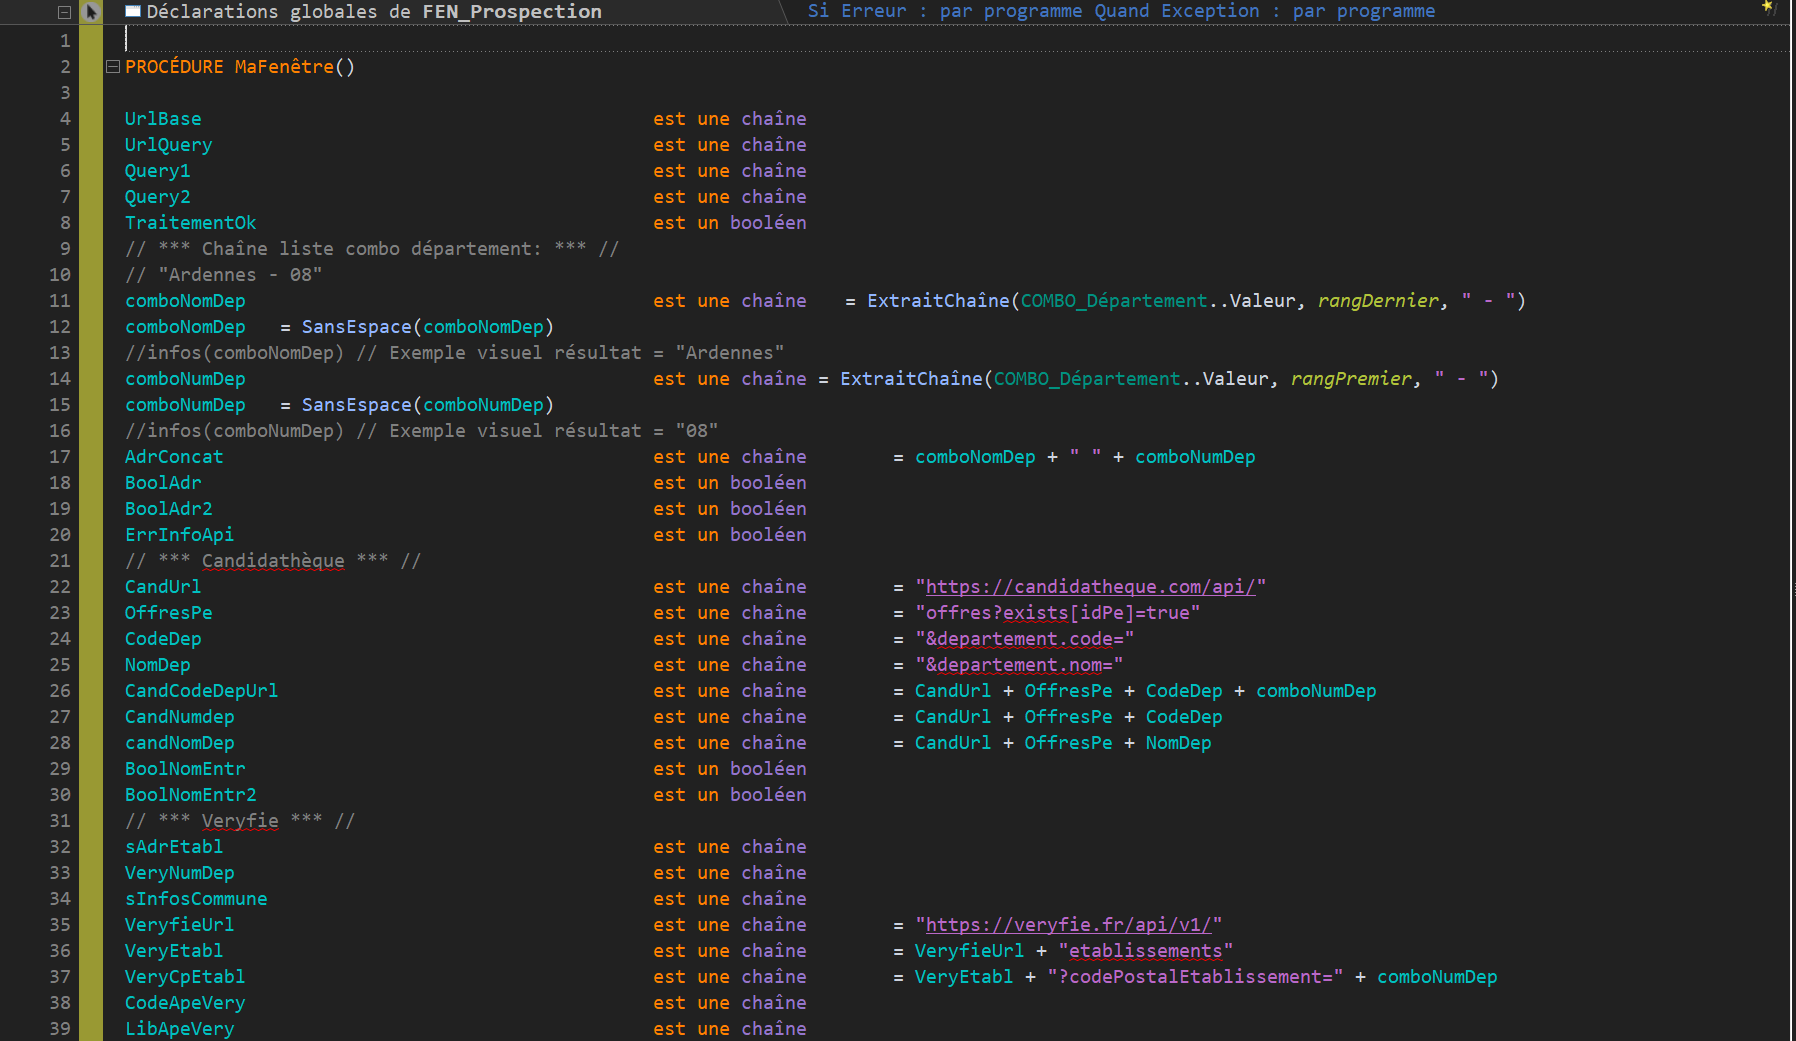 Déclarations globales de FEN_Prospection Si Erreur : par programme Quand Exception : par programme
1
2 PROCÉDURE MaFenêtre()
3
4 UrlBase est une chaîne
5 UrlQuery est une chaîne
6 Query1 est une chaîne
7 Query2 est une chaîne
8 TraitementOk est un booléen
9 // *** Chaîne liste combo département: *** //
10 // "Ardennes - 08"
11 comboNomDep est une chaîne = ExtraitChaîne(COMBO_Département..Valeur, rangDernier, " - ")
12 comboNomDep = SansEspace(comboNomDep)
13 //infos(comboNomDep) // Exemple visuel résultat = "Ardennes"
14 comboNumDep est une chaîne = ExtraitChaîne(COMBO_Département..Valeur, rangPremier, " - ")
15 comboNumDep = SansEspace(comboNumDep)
16 //infos(comboNumDep) // Exemple visuel résultat = "08"
17 AdrConcat est une chaîne = comboNomDep + " " + comboNumDep
18 BoolAdr est un booléen
19 BoolAdr2 est un booléen
20 ErrInfoApi est un booléen
21 // *** Candidathèque *** //
22 CandUrl est une chaîne = "https://candidatheque.com/api/"
23 OffresPe est une chaîne = "offres?exists[idPe]=true"
24 CodeDep est une chaîne = "&departement.code="
25 NomDep est une chaîne = "&departement.nom="
26 CandCodeDepUrl est une chaîne = CandUrl + OffresPe + CodeDep + comboNumDep
27 CandNumdep est une chaîne = CandUrl + OffresPe + CodeDep
28 candNomDep est une chaîne = CandUrl + OffresPe + NomDep
29 BoolNomEntr est un booléen
30 BoolNomEntr2 est un booléen
31 // *** Veryfie *** //
32 sAdrEtabl est une chaîne
33 VeryNumDep est une chaîne
34 sInfosCommune est une chaîne
35 VeryfieUrl est une chaîne = "https://veryfie.fr/api/v1/"
36 VeryEtabl est une chaîne = VeryfieUrl + "etablissements"
37 VeryCpEtabl est une chaîne = VeryEtabl + "?codePostalEtablissement=" + comboNumDep
38 CodeApeVery est une chaîne
39 LibApeVery est une chaîne